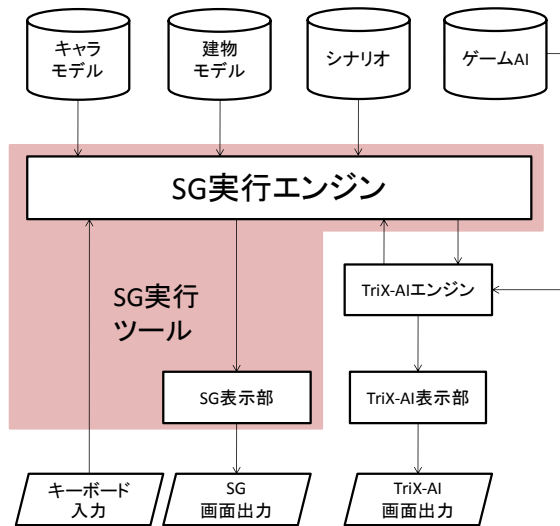 キャラ
モデル
建物
モデル
シナリオ
ゲームAI
SG実行エンジン
SG実行
ツール
TriX-AIエンジン
SG表示部
TriX-AI表示部
キーボード
入力
SG
画面出力
TriX-AI
画面出力